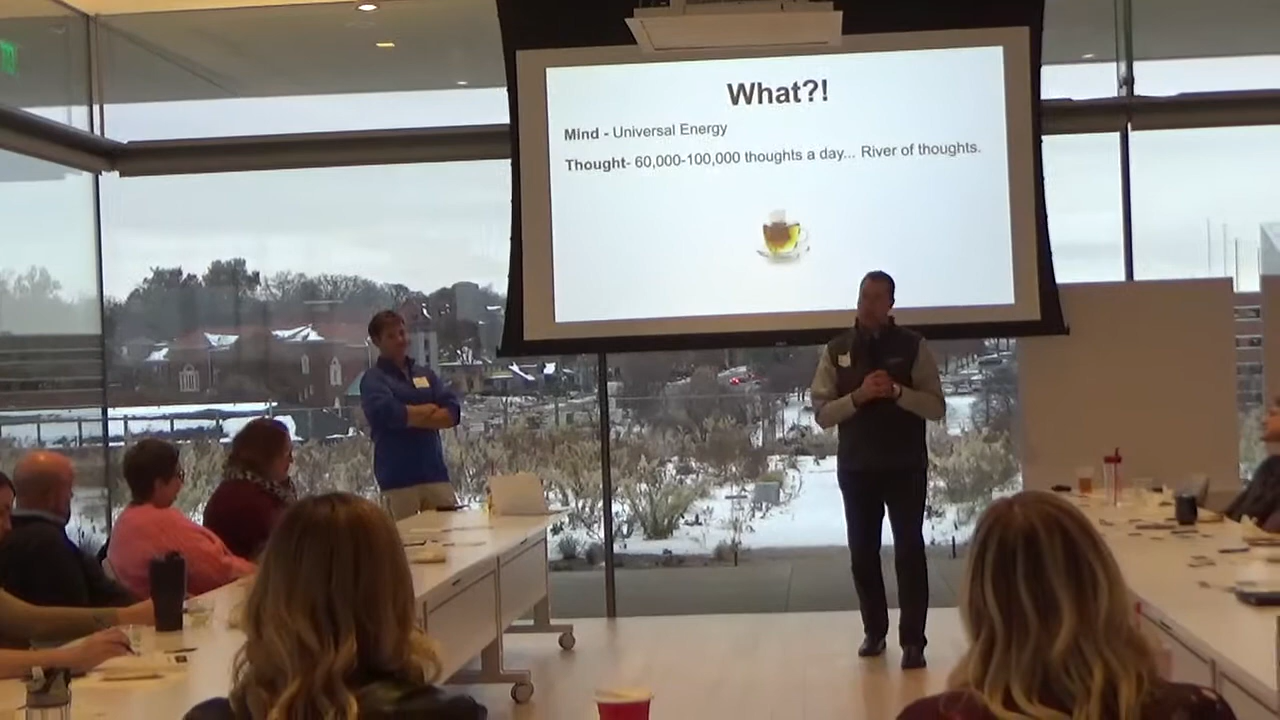 What?!
Mind - Universal Energy
Thought- 60,000-100,000 thoughts a day... River of thoughts.